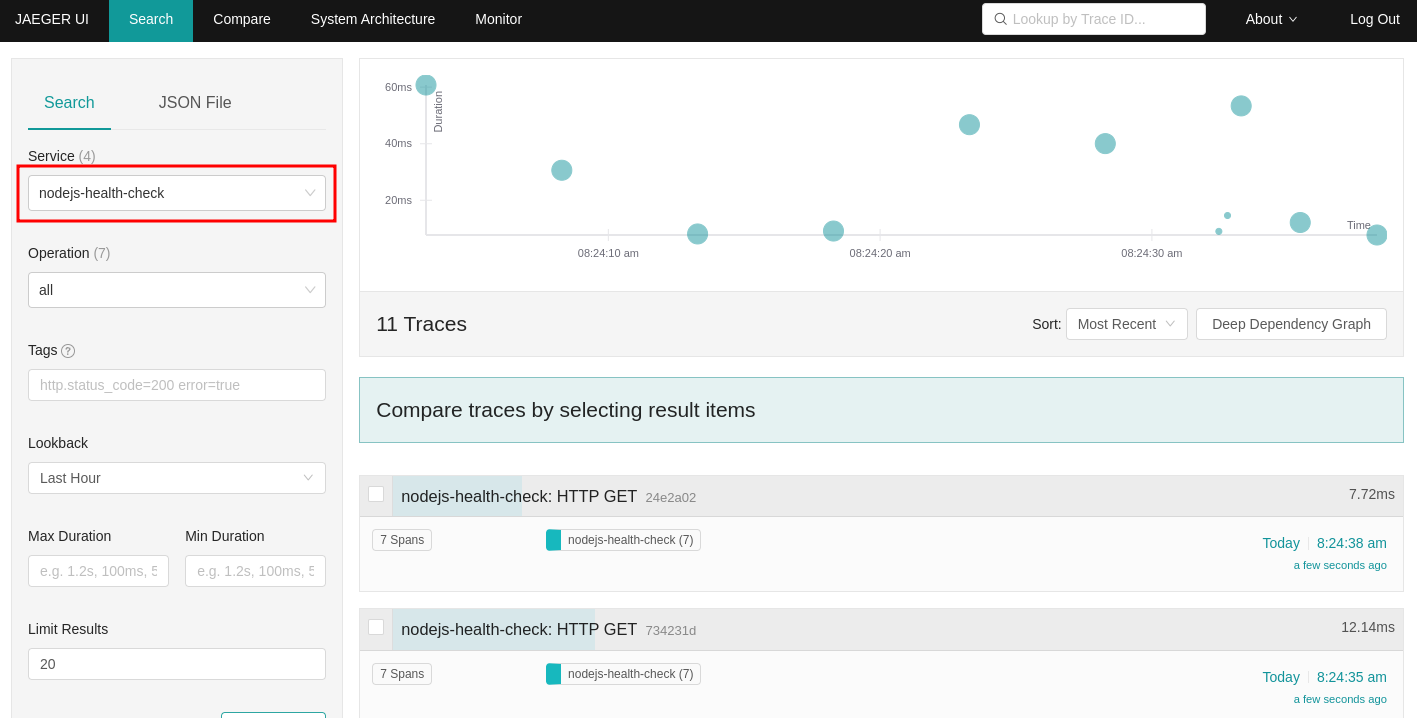 JAEGER UI
Search
Compare
System Architecture
Monitor
Lookup by Trace ID...
About
Log Out
Search
JSON File
Service (4)
nodejs-health-check
Operation (7)
all
Tags
?
http.status_code=200 error=true
Lookback
Last Hour
Max Duration
Min Duration
e.g. 1.2s, 100ms, 5
e.g. 1.2s, 100ms, 5
Limit Results
20
60ms
40ms
20ms
Duration
Time
08:24:10 am
08:24:20 am
08:24:30 am
11 Traces
Sort:
Most Recent
Deep Dependency Graph
Compare traces by selecting result items
nodejs-health-check: HTTP GET 24e2a02
7.72ms
7 Spans
nodejs-health-check (7)
Today
8:24:38 am
a few seconds ago
nodejs-health-check: HTTP GET 734231d
12.14ms
7 Spans
nodejs-health-check (7)
Today
8:24:35 am
a few seconds ago